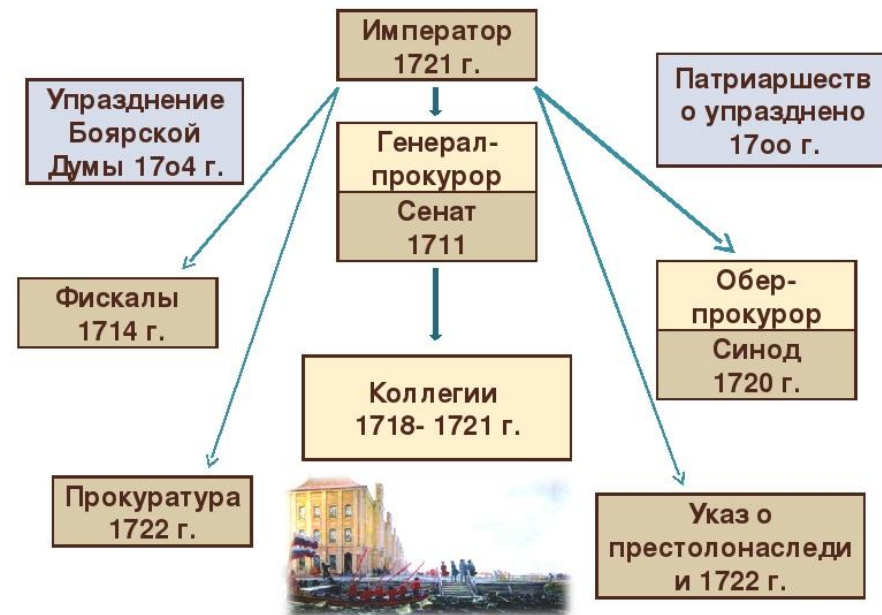 Император
1721 г.
Упразднение
Боярской
Думы 17о4 г.
Генерал-
прокурор
Сенат
1711
Патриаршеств
о упразднено
17оо г.
Фискалы
1714 г.
Обер-
прокурор
Синод
1720 г.
Коллегии
1718- 1721 г.
Прокуратура
1722 г.
Указ о
престолонаследи
и 1722 г.